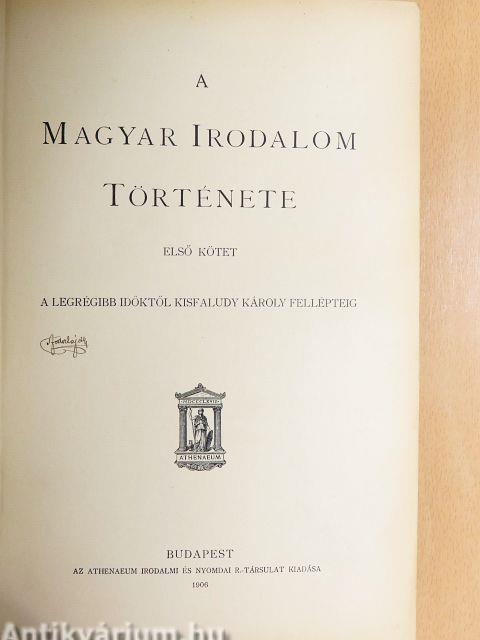 A
MAGYAR IRODALOM
TÖRTÉNETE
ELSŐ KÖTET
A LEGRÉGIBB IDŐKTŐL KISFALUDY KÁROLY FELLÉPTEIG
ATHENAEUM
BUDAPEST
AZ ATHENAEUM IRODALMI ÉS NYOMDAI R.-TÁRSULAT KIADÁSA
1906
Antikvárium.hu